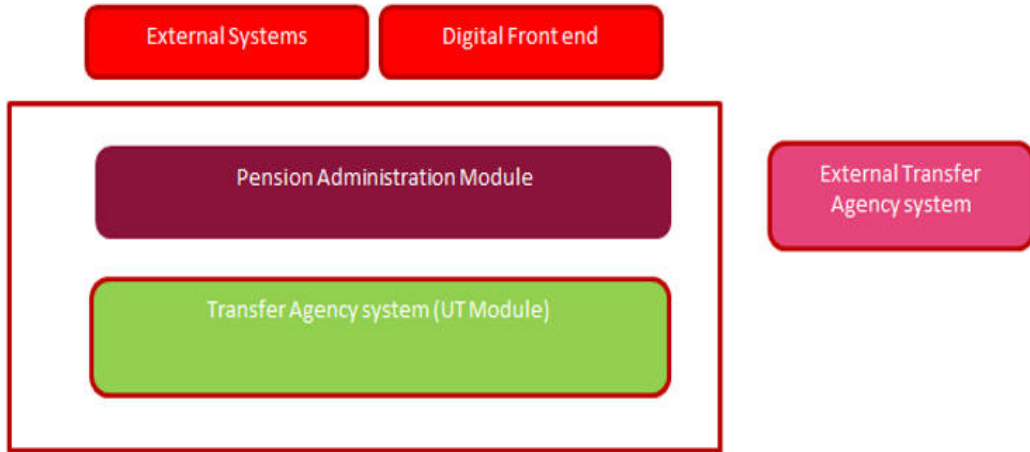 External Systems
Digital Front end
Pension Administration Module
External Transfer
Agency system
Transfer Agency system (UT Module)